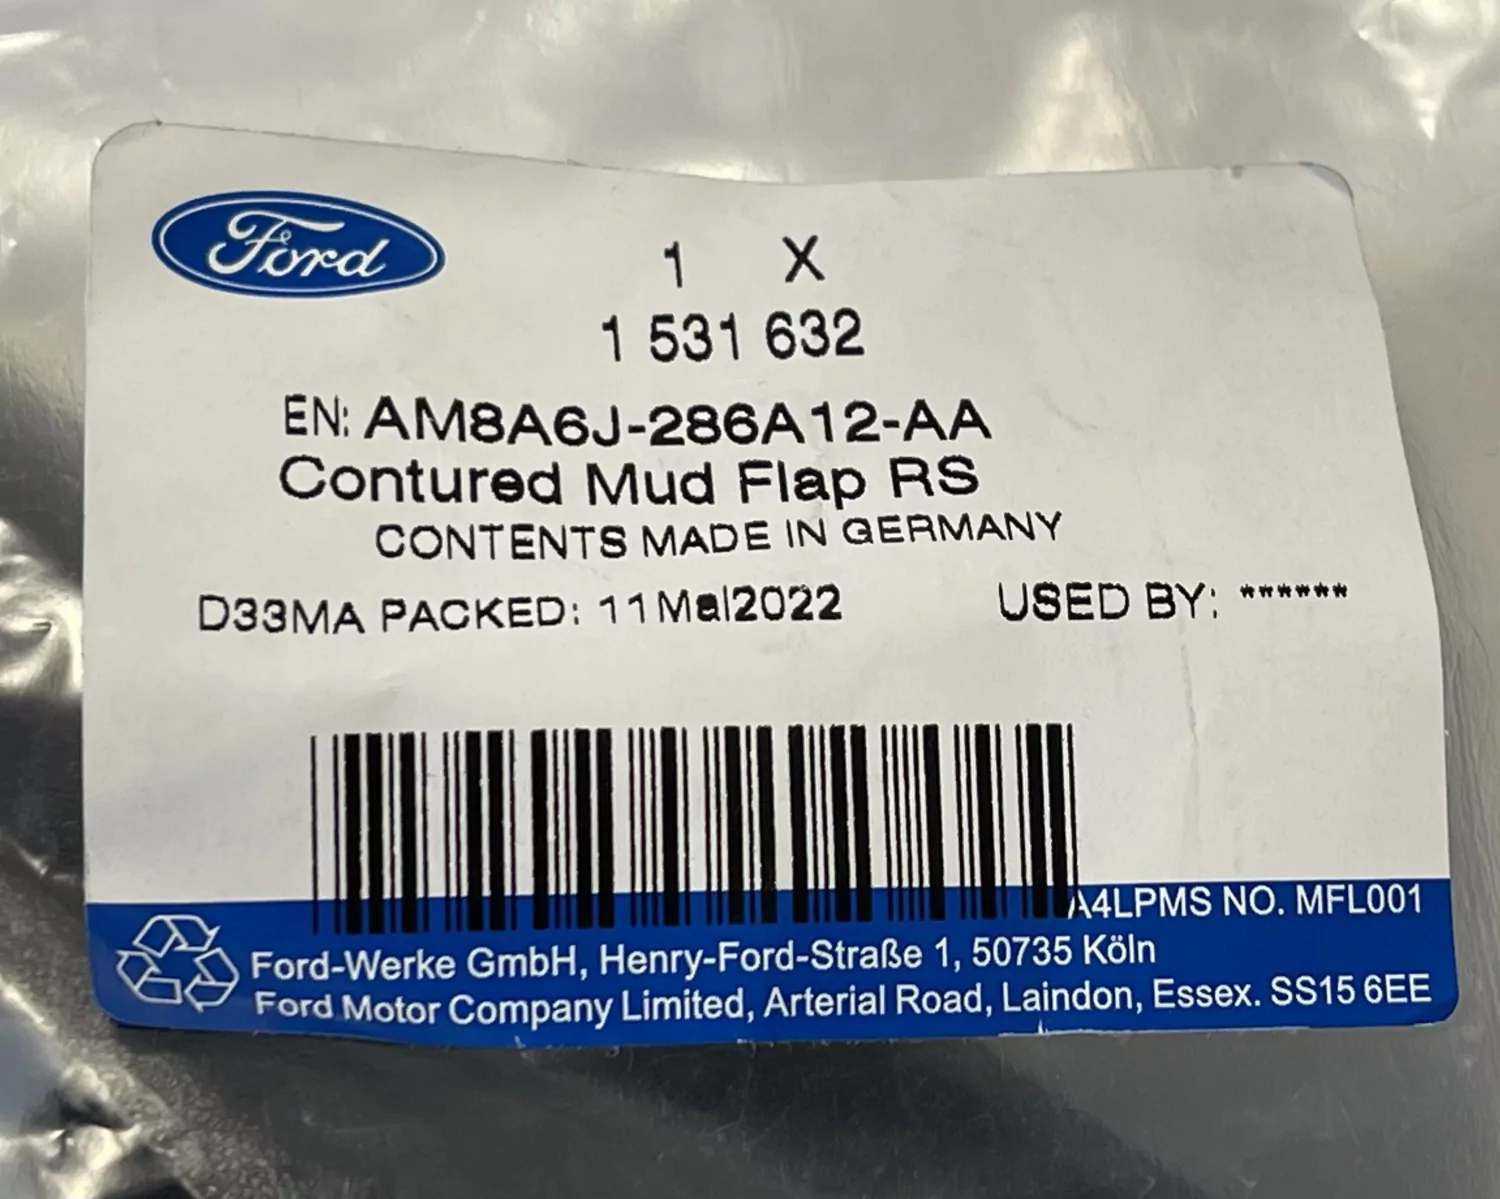 Ford
1 X
1 531 632
EN: AM8A6J-286A12-AA
Contured Mud Flap RS
CONTENTS MADE IN GERMANY
D33MA PACKED: 11Mai2022 USED BY: ******
A4LPMS NO. MFL001
Ford-Werke GmbH, Henry-Ford-Straße 1, 50735 Köln
Ford Motor Company Limited, Arterial Road, Laindon, Essex. SS15 6EE